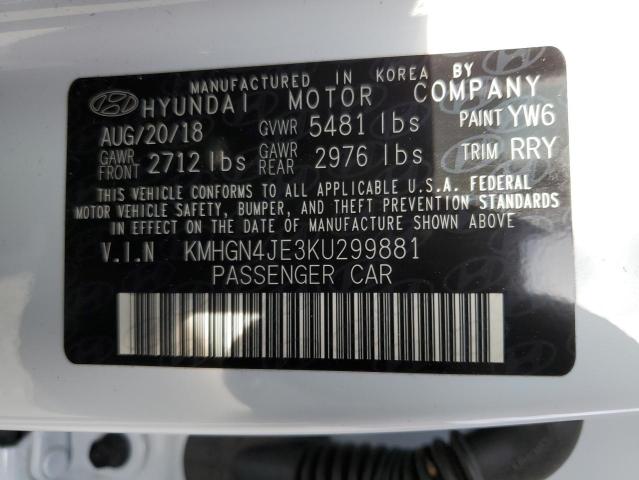 MANUFACTURED IN KOREA BY
HYUNDAI MOTOR COMPANY
AUG/20/18 GVWR 5481 lbs PAINT YW6
GAWR FRONT 2712 lbs GAWR REAR 2976 lbs TRIM RRY
THIS VEHICLE CONFORMS TO ALL APPLICABLE U.S.A. FEDERAL
MOTOR VEHICLE SAFETY, BUMPER, AND THEFT PREVENTION STANDARDS
IN EFFECT ON THE DATE OF MANUFACTURE SHOWN ABOVE
V.I.N KMHGN4JE3KU299881
PASSENGER CAR